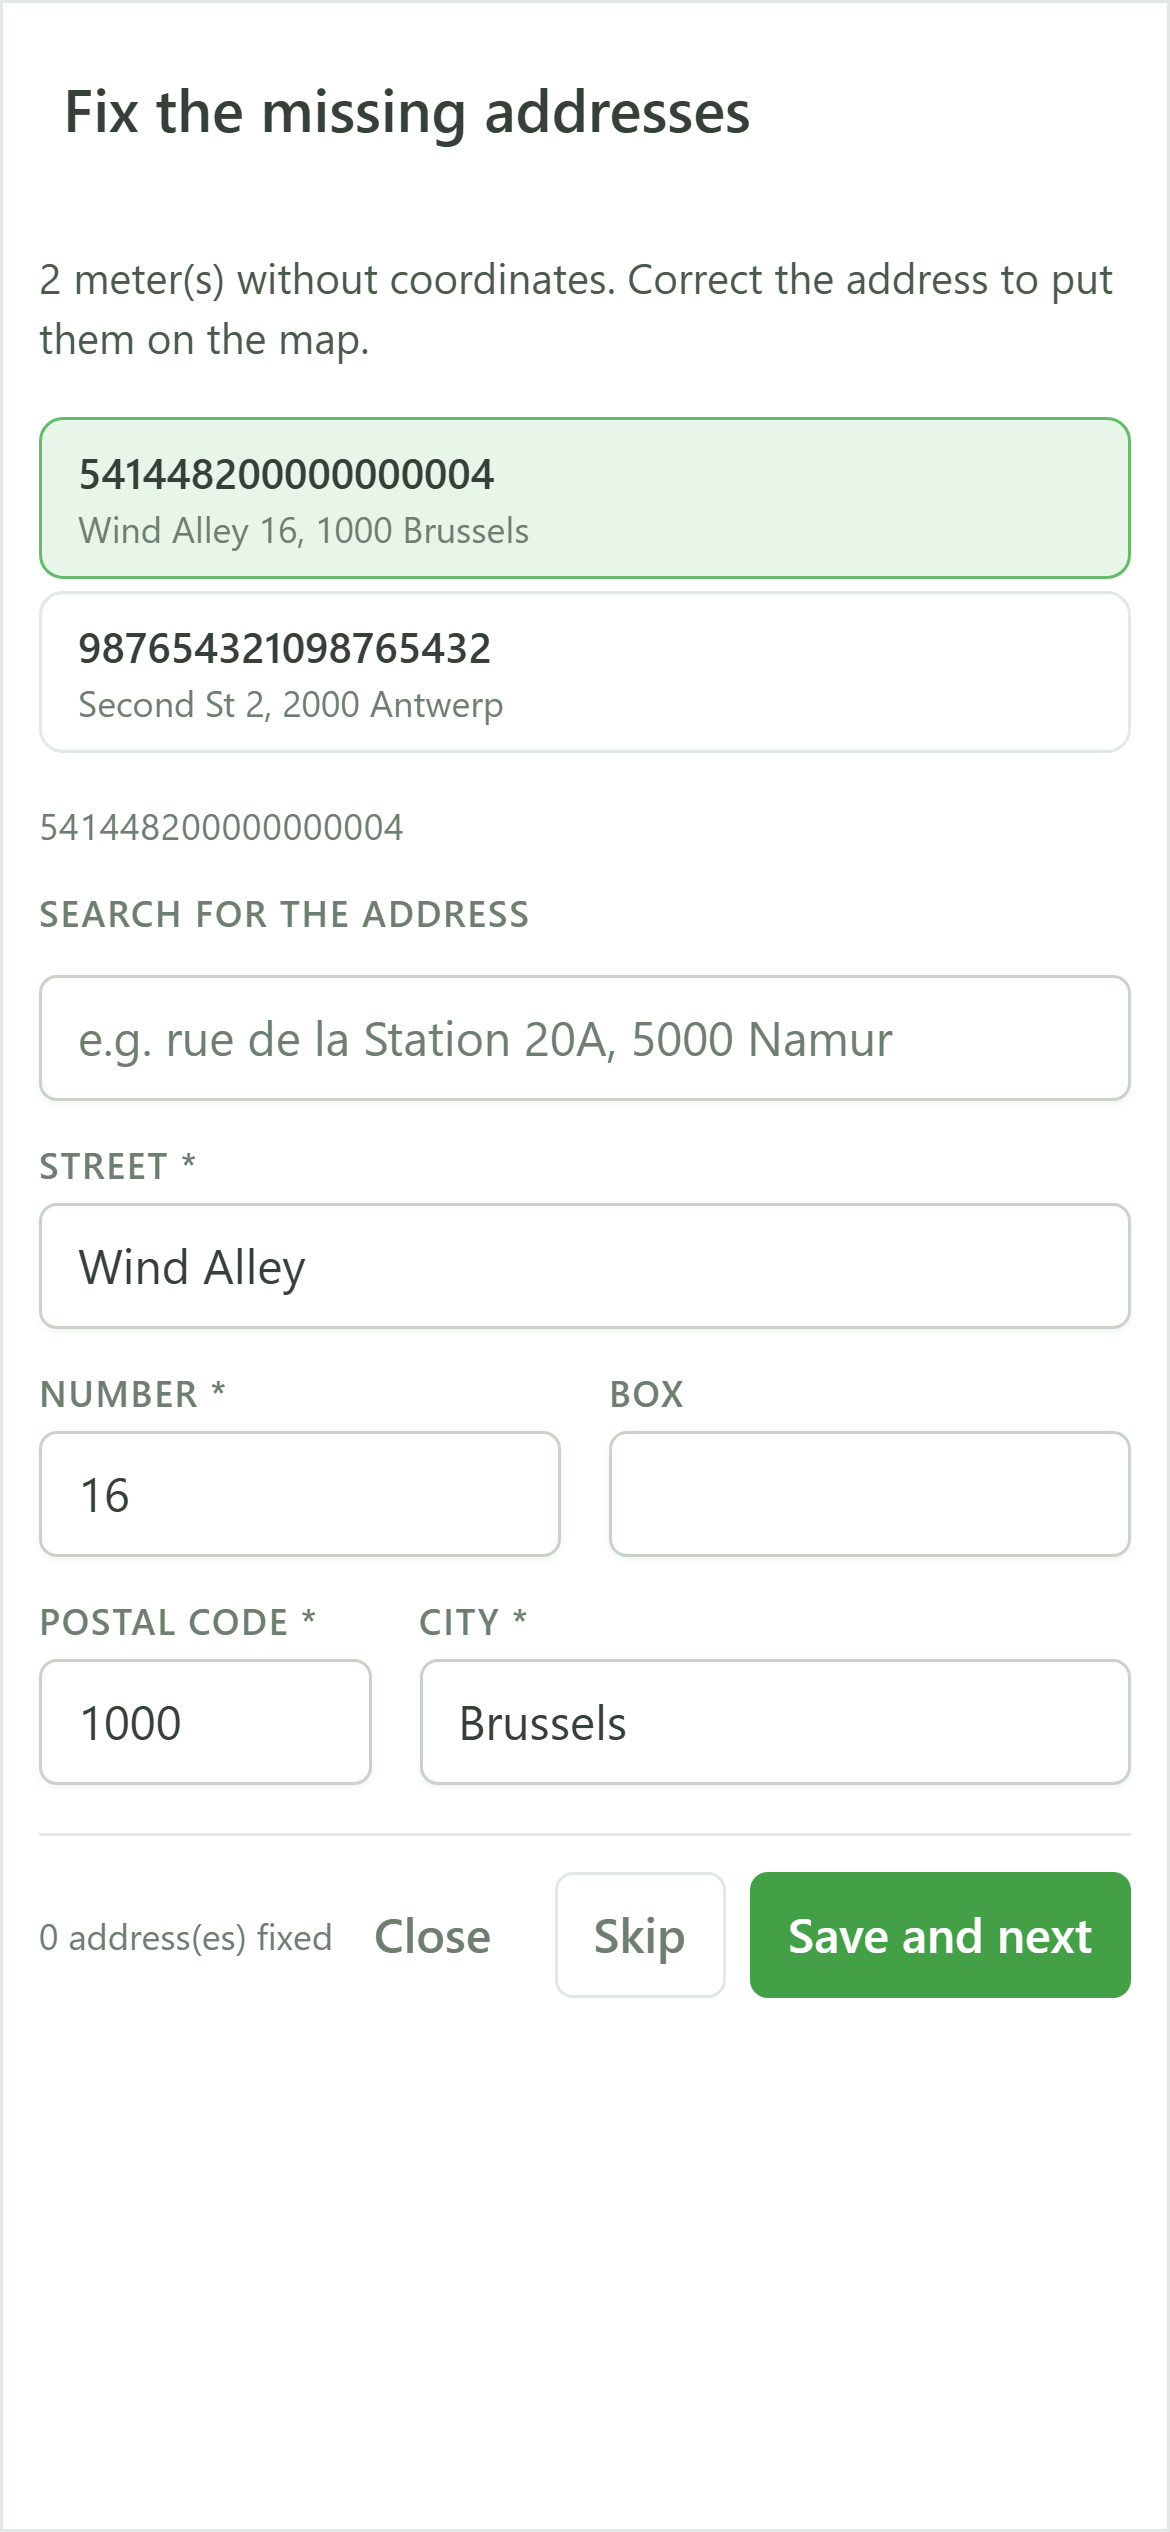 Fix the missing addresses
2 meter(s) without coordinates. Correct the address to put
them on the map.
541448200000000004
Wind Alley 16, 1000 Brussels
987654321098765432
Second St 2, 2000 Antwerp
541448200000000004
SEARCH FOR THE ADDRESS
e.g. rue de la Station 20A, 5000 Namur
STREET *
Wind Alley
NUMBER * BOX
16
POSTAL CODE * CITY *
1000 Brussels
0 address(es) fixed Close Skip Save and next